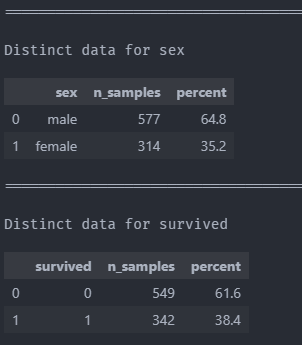 Distinct data for sex
sex n_samples percent
0 male 577 64.8
1 female 314 35.2
Distinct data for survived
survived n_samples percent
0 0 549 61.6
1 1 342 38.4